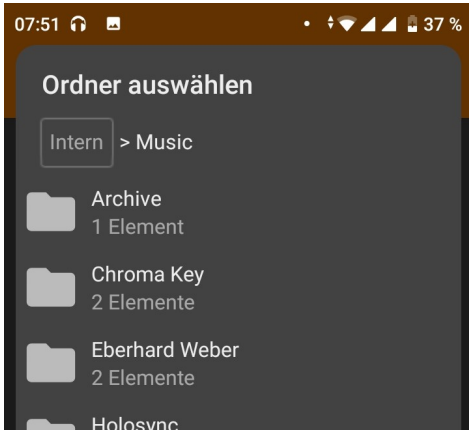 07:51 37 %
Ordner auswählen
Intern > Music
Archive
1 Element
Chroma Key
2 Elemente
Eberhard Weber
2 Elemente
Holosync